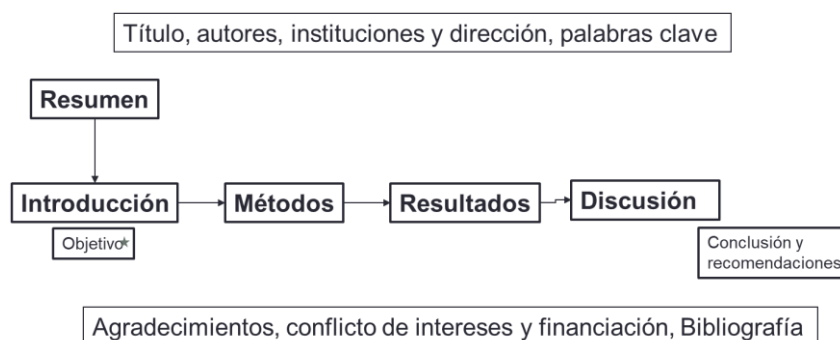 Título, autores, instituciones y dirección, palabras clave
Resumen
Introducción
Métodos
Resultados
Discusión
Objetivo
Conclusión y
recomendaciones
Agradecimientos, conflicto de intereses y financiación, Bibliografía